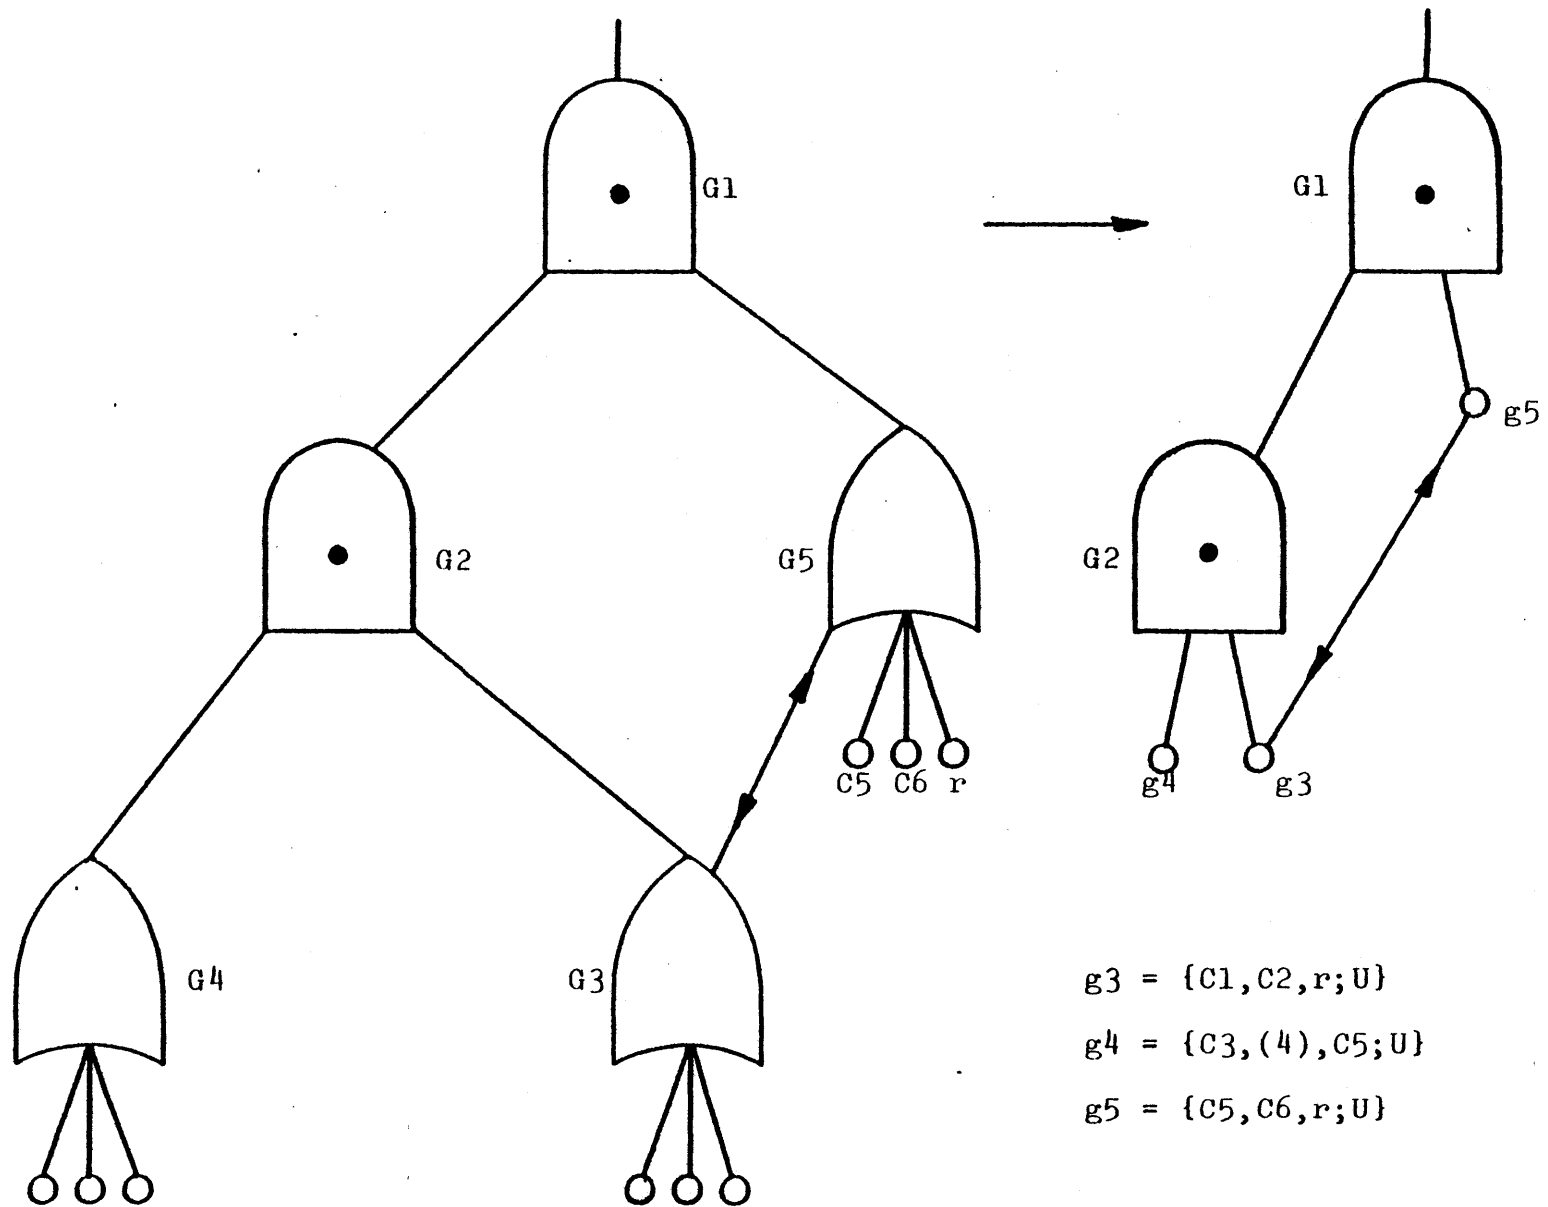 G1
G1
g5
G2
G5
G2
C5 C6 r
g4
g3
G4
G3
g3 = {C1,C2,r;U}
g4 = {C3,(4),C5;U}
g5 = {C5,C6,r;U}